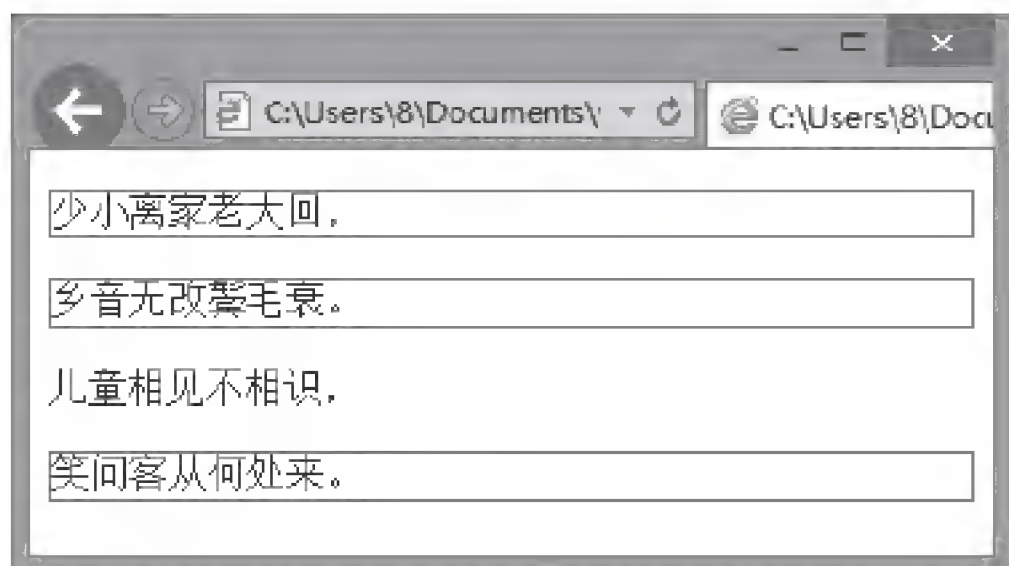 C:\Users\8\Documents\
C:\Users\8\Docu
少小离家老大回，
乡音无改鬓毛衰。
儿童相见不相识，
笑问客从何处来。